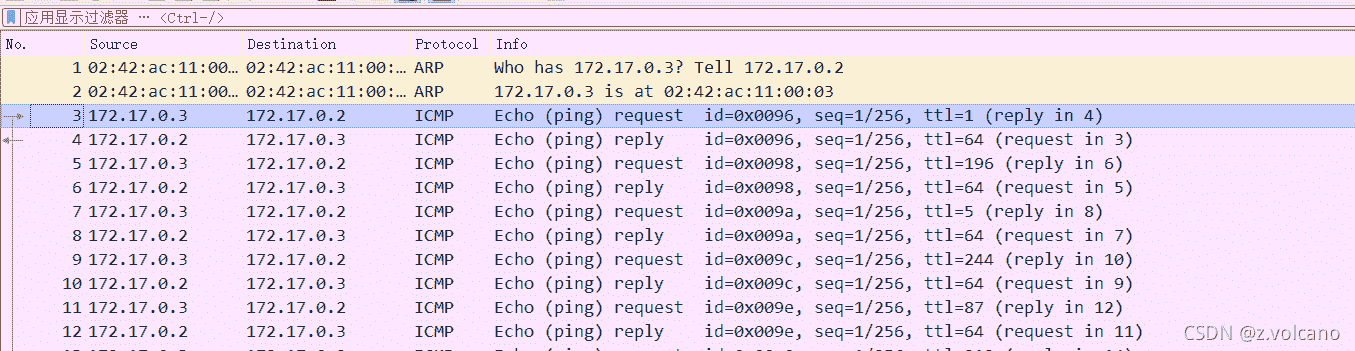 应用显示过滤器 … <Ctrl-/>
No. Source Destination Protocol Info
1 02:42:ac:11:00… 02:42:ac:11:00:… ARP Who has 172.17.0.3? Tell 172.17.0.2
2 02:42:ac:11:00… 02:42:ac:11:00:… ARP 172.17.0.3 is at 02:42:ac:11:00:03
3 172.17.0.3 172.17.0.2 ICMP Echo (ping) request id=0x0096, seq=1/256, ttl=1 (reply in 4)
4 172.17.0.2 172.17.0.3 ICMP Echo (ping) reply id=0x0096, seq=1/256, ttl=64 (request in 3)
5 172.17.0.3 172.17.0.2 ICMP Echo (ping) request id=0x0098, seq=1/256, ttl=196 (reply in 6)
6 172.17.0.2 172.17.0.3 ICMP Echo (ping) reply id=0x0098, seq=1/256, ttl=64 (request in 5)
7 172.17.0.3 172.17.0.2 ICMP Echo (ping) request id=0x009a, seq=1/256, ttl=5 (reply in 8)
8 172.17.0.2 172.17.0.3 ICMP Echo (ping) reply id=0x009a, seq=1/256, ttl=64 (request in 7)
9 172.17.0.3 172.17.0.2 ICMP Echo (ping) request id=0x009c, seq=1/256, ttl=244 (reply in 10)
10 172.17.0.2 172.17.0.3 ICMP Echo (ping) reply id=0x009c, seq=1/256, ttl=64 (request in 9)
11 172.17.0.3 172.17.0.2 ICMP Echo (ping) request id=0x009e, seq=1/256, ttl=87 (reply in 12)
12 172.17.0.2 172.17.0.3 ICMP Echo (ping) reply id=0x009e, seq=1/256, ttl=64 (request in 11)
CSDN @z.volcano